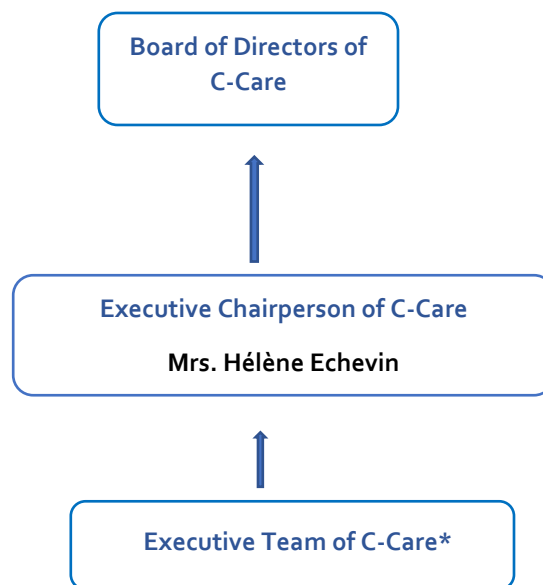 Board of Directors of
C-Care
Executive Chairperson of C-Care
Mrs. Hélène Echevin
Executive Team of C-Care*